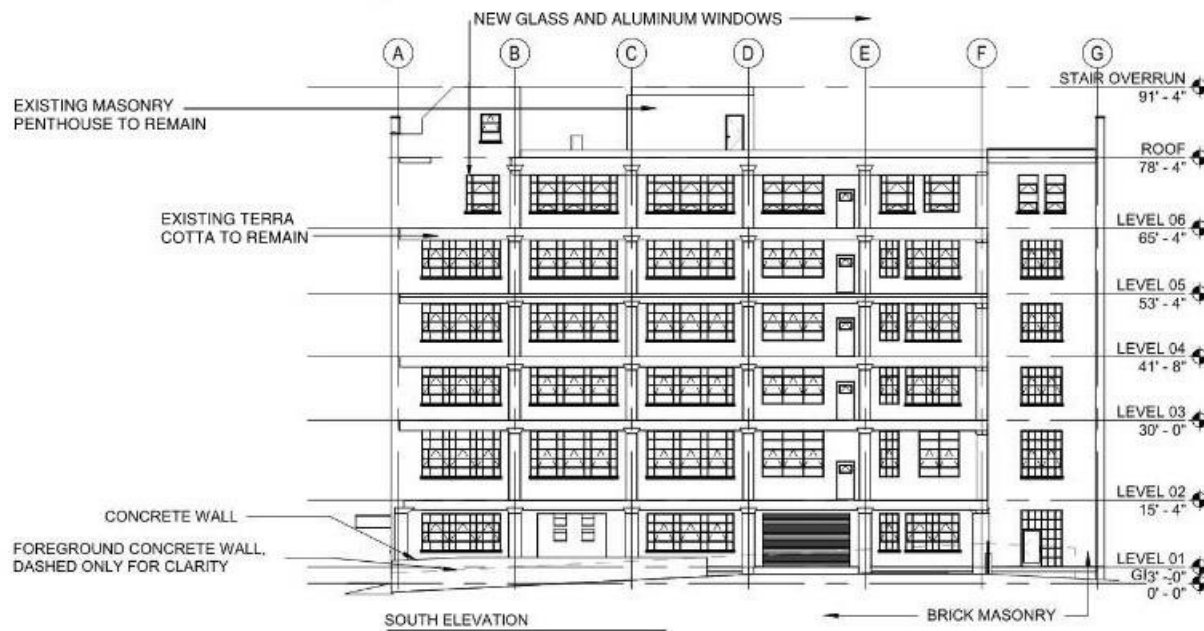 NEW GLASS AND ALUMINUM WINDOWS
A
B
C
D
E
F
G
STAIR OVERRUN
91' - 4"
EXISTING MASONRY
PENTHOUSE TO REMAIN
ROOF
78' - 4"
EXISTING TERRA
COTTA TO REMAIN
LEVEL 06
65' - 4"
LEVEL 05
53' - 4"
LEVEL 04
41' - 8"
LEVEL 03
30' - 0"
LEVEL 02
15' - 4"
CONCRETE WALL
FOREGROUND CONCRETE WALL,
DASHED ONLY FOR CLARITY
LEVEL 01
3' - 0"
0' - 0"
BRICK MASONRY
SOUTH ELEVATION